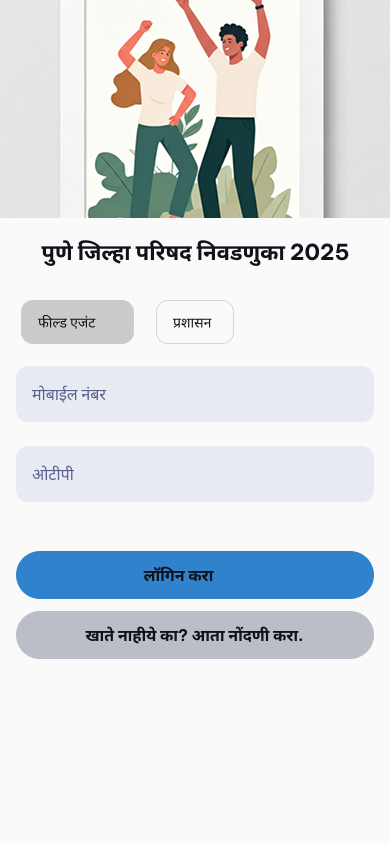 पुणे जिल्हा परिषद निवडणुका 2025
फील्ड एजंट
प्रशासन
मोबाईल नंबर
ओटीपी
लॉगिन करा
खाते नाहीये का? आता नोंदणी करा.